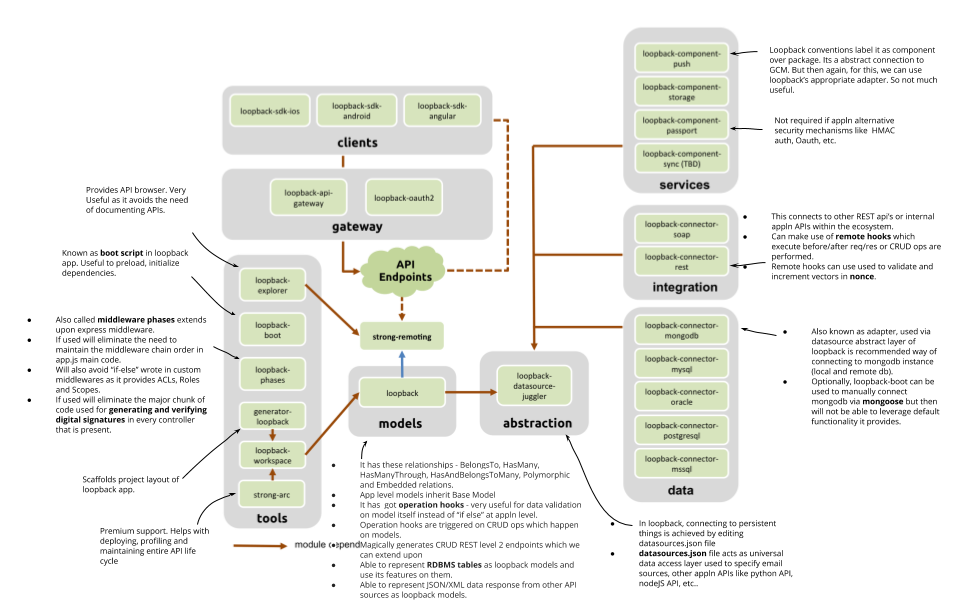 loopback-component-
push
loopback-component-
storage
loopback-component-
passport
loopback-component-
sync (TBD)
services
Loopback conventions label it as component
over package. Its a abstract connection to
GCM. But then again, for this, we can use
loopback's appropriate adapter. So not much
useful.
Not required if appln alternative
security mechanisms like HMAC
auth, Oauth, etc.
loopback-sdk-ios
loopback-sdk-
android
loopback-sdk-
angular
clients
loopback-api-
gateway
loopback-oauth2
gateway
API
Endpoints
strong-remoting
Provides API browser. Very
Useful as it avoids the need
of documenting APIs.
Known as boot script in loopback
app. Useful to preload, initialize
dependencies.
● Also called middleware phases extends
upon express middleware.
● If used will eliminate the need to
maintain the middleware chain order in
app.js main code.
● Will also avoid "if-else" wrote in custom
middlewares as it provides ACLs, Roles
and Scopes.
● If used will eliminate the major chunk of
code used for generating and verifying
digital signatures in every controller
that is present.
Scaffolds project layout of
loopback app.
Premium support. Helps with
deploying, profiling and
maintaining entire API life
cycle
loopback-
explorer
loopback-
boot
loopback-
phases
generator-
loopback
loopback-
workspace
strong-arc
tools
module depend
loopback
models
loopback-
datasource-
juggler
abstraction
loopback-connector-
soap
loopback-connector-
rest
integration
● This connects to other REST api's or internal
appln APIs within the ecosystem.
● Can make use of remote hooks which
execute before/after req/res or CRUD ops are
performed.
● Remote hooks can use used to validate and
increment vectors in nonce.
loopback-connector-
mongodb
loopback-connector-
mysql
loopback-connector-
oracle
loopback-connector-
postgresql
loopback-connector-
mssql
data
● Also known as adapter, used via
datasource abstract layer of
loopback is recommended way of
connecting to mongodb instance
(local and remote db).
● Optionally, loopback-boot can be
used to manually connect
mongodb via mongoose but then
will not be able to leverage default
functionality it provides.
● It has these relationships - BelongsTo, HasMany,
HasManyThrough, HasAndBelongsToMany, Polymorphic
and Embedded relations.
● App level models inherit Base Model
● It has got operation hooks - very useful for data validation
on model itself instead of "if else" at appln level.
● Operation hooks are triggered on CRUD ops which happen
on models.
● Magically generates CRUD REST level 2 endpoints which we
can extend upon
● Able to represent RDBMS tables as loopback models and
use its features on them.
● Able to represent JSON/XML data response from other API
sources as loopback models.
● In loopback, connecting to persistent
things is achieved by editing
datasources.json file
● datasources.json file acts as universal
data access layer used to specify email
sources, other appln APIs like python API,
nodeJS API, etc..